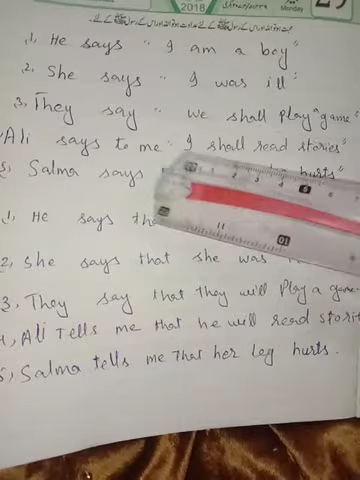 2018
Monday
1. He says " I am a boy"
2. She says " I was ill"
3. They say " we shall play "game"
Ali says to me " I shall read stories"
5, Salma says hurts"
1, He says tha
2, She says that she was
3, They say that they will play a game.
4, Ali tells me that he will read stori
5, Salma tells me that her leg hurts.